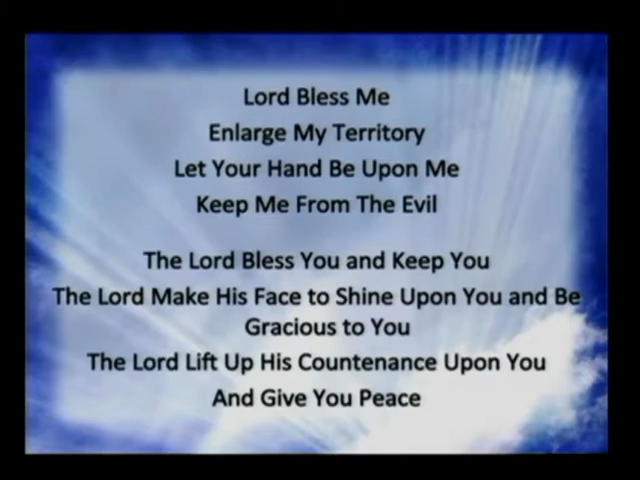 Lord Bless Me
Enlarge My Territory
Let Your Hand Be Upon Me
Keep Me From The Evil
The Lord Bless You and Keep You
The Lord Make His Face to Shine Upon You and Be
Gracious to You
The Lord Lift Up His Countenance Upon You
And Give You Peace